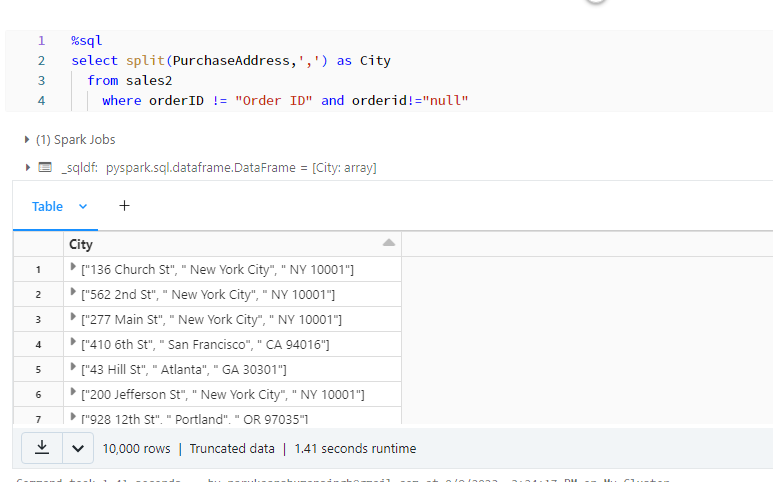 1 %sql
2 select split(PurchaseAddress,',') as City
3 from sales2
4 where orderID != "Order ID" and orderid!="null"
(1) Spark Jobs
_sqldf: pyspark.sql.dataframe.DataFrame = [City: array]
Table +
City
1 ["136 Church St", " New York City", " NY 10001"]
2 ["562 2nd St", " New York City", " NY 10001"]
3 ["277 Main St", " New York City", " NY 10001"]
4 ["410 6th St", " San Francisco", " CA 94016"]
5 ["43 Hill St", " Atlanta", " GA 30301"]
6 ["200 Jefferson St", " New York City", " NY 10001"]
7 ["928 12th St", " Portland", " OR 97035"]
10,000 rows | Truncated data | 1.41 seconds runtime